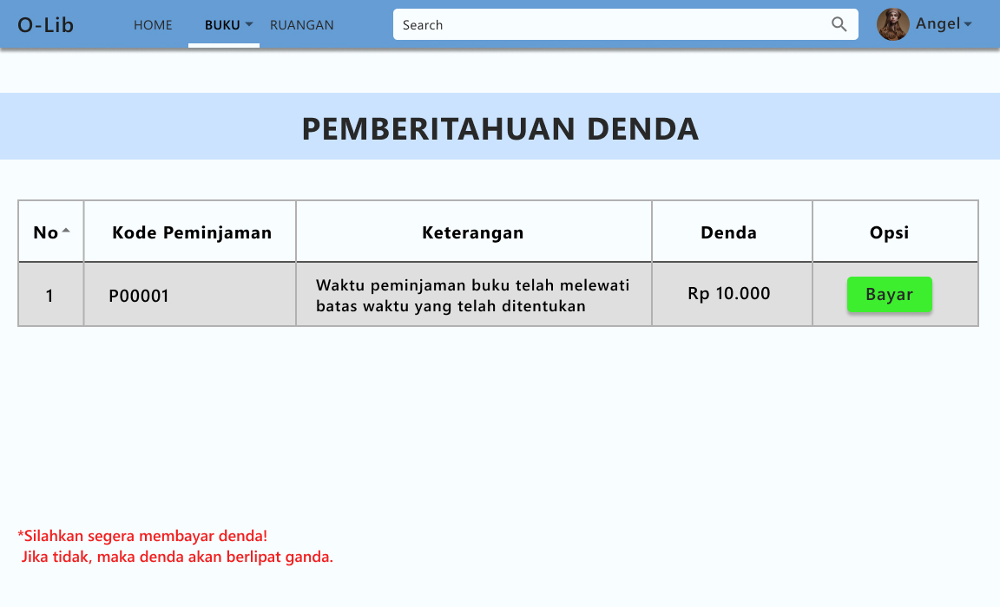 O-Lib HOME BUKU RUANGAN Search Angel
PEMBERITAHUAN DENDA
No Kode Peminjaman Keterangan Denda Opsi
1 P00001 Waktu peminjaman buku telah melewati
batas waktu yang telah ditentukan Rp 10.000 Bayar
*Silahkan segera membayar denda!
Jika tidak, maka denda akan berlipat ganda.